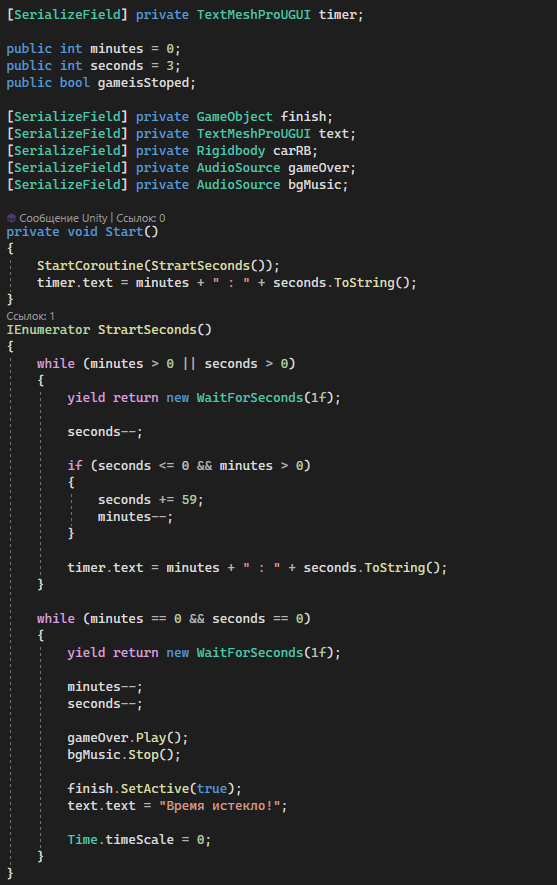 [SerializeField] private TextMeshProUGUI timer;
public int minutes = 0;
public int seconds = 3;
public bool gameisStoped;
[SerializeField] private GameObject finish;
[SerializeField] private TextMeshProUGUI text;
[SerializeField] private Rigidbody carRB;
[SerializeField] private AudioSource gameOver;
[SerializeField] private AudioSource bgMusic;
Сообщение Unity | Ссылок: 0
private void Start()
{
StartCoroutine(StrartSeconds());
timer.text = minutes + " : " + seconds.ToString();
}
Ссылок: 1
IEnumerator StrartSeconds()
{
while (minutes > 0 || seconds > 0)
{
yield return new WaitForSeconds(1f);
seconds--;
if (seconds <= 0 && minutes > 0)
{
seconds += 59;
minutes--;
}
timer.text = minutes + " : " + seconds.ToString();
}
while (minutes == 0 && seconds == 0)
{
yield return new WaitForSeconds(1f);
minutes--;
seconds--;
gameOver.Play();
bgMusic.Stop();
finish.SetActive(true);
text.text = "Время истекло!";
Time.timeScale = 0;
}
}